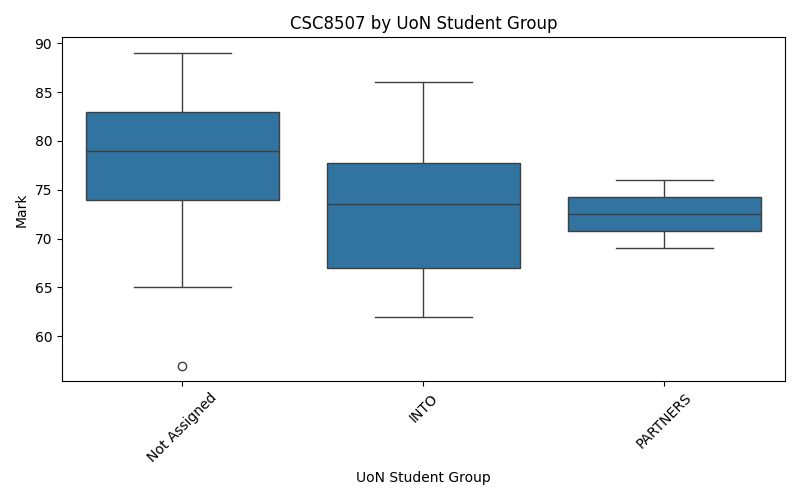 CSC8507 by UoN Student Group
90
85
80
75
70
65
60
Mark
Not Assigned
INTO
PARTNERS
UoN Student Group